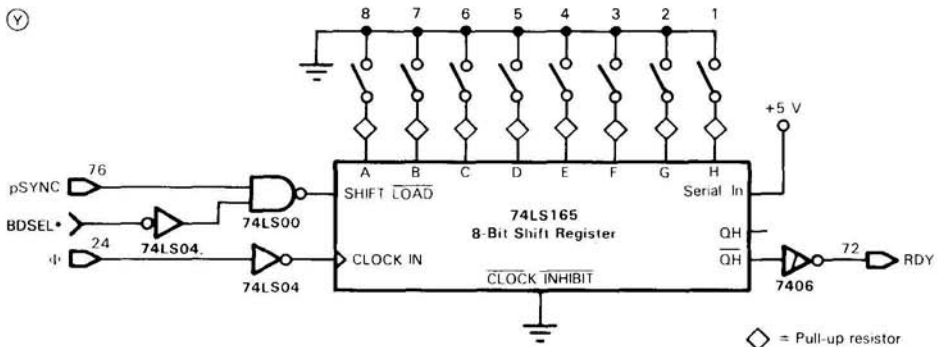 Y
8 7 6 5 4 3 2 1
+5 V
A B C D E F G H
pSYNC 76
SHIFT LOAD
Serial In
74LS00
74LS165
8-Bit Shift Register
BDSEL*
74LS04.
QH
Φ 24
CLOCK IN
QH
72 RDY
74LS04
CLOCK INHIBIT
7406
= Pull-up resistor